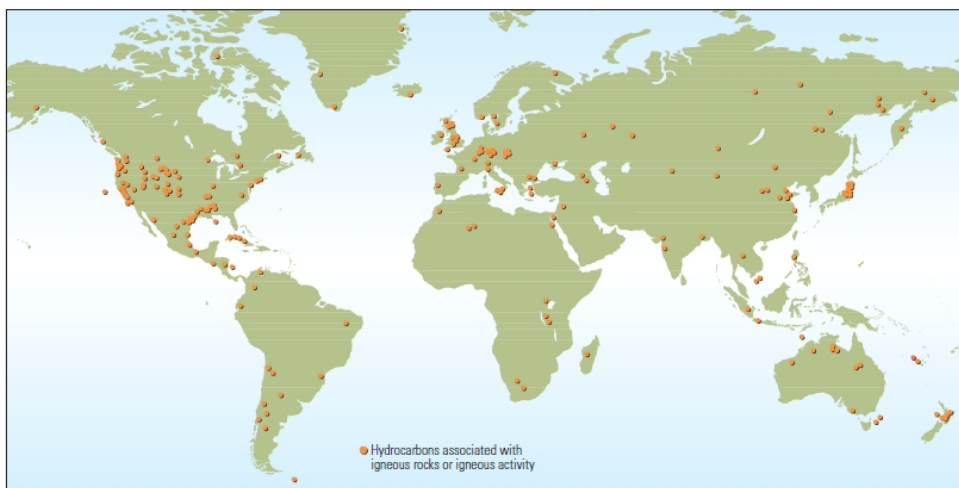 Hydrocarbons associated with
igneous rocks or igneous activity